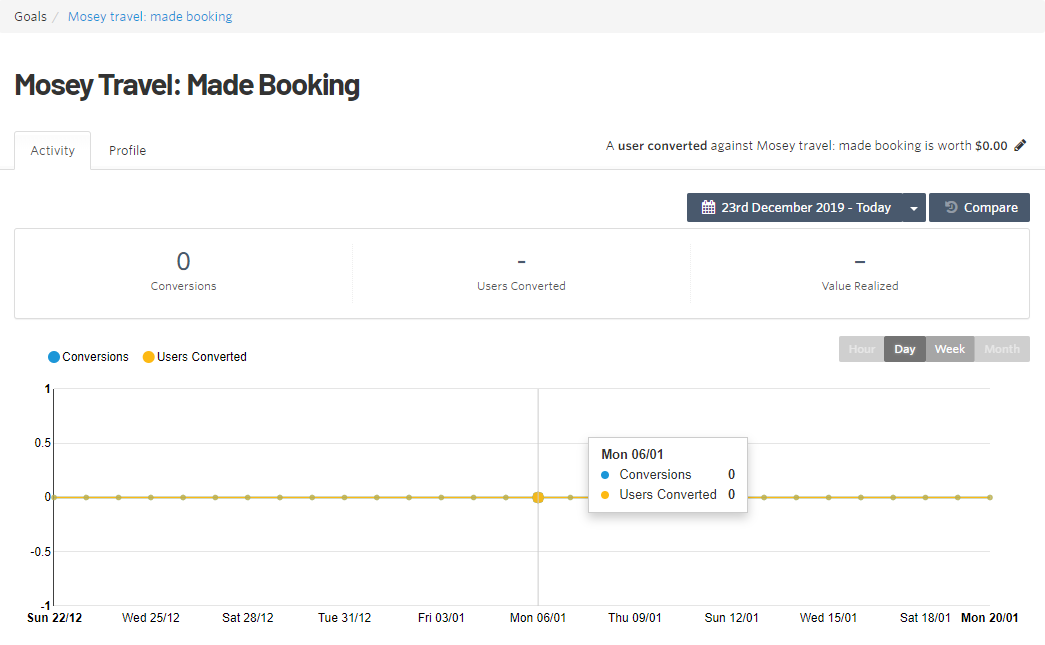 Goals / Mosey travel: made booking
Mosey Travel: Made Booking
Activity Profile
A user converted against Mosey travel: made booking is worth $0.00
23rd December 2019 - Today Compare
0 - –
Conversions Users Converted Value Realized
Conversions Users Converted
Hour Day Week Month
1
0.5
0
-0.5
-1
Mon 06/01
Conversions 0
Users Converted 0
Sun 22/12 Wed 25/12 Sat 28/12 Tue 31/12 Fri 03/01 Mon 06/01 Thu 09/01 Sun 12/01 Wed 15/01 Sat 18/01 Mon 20/01